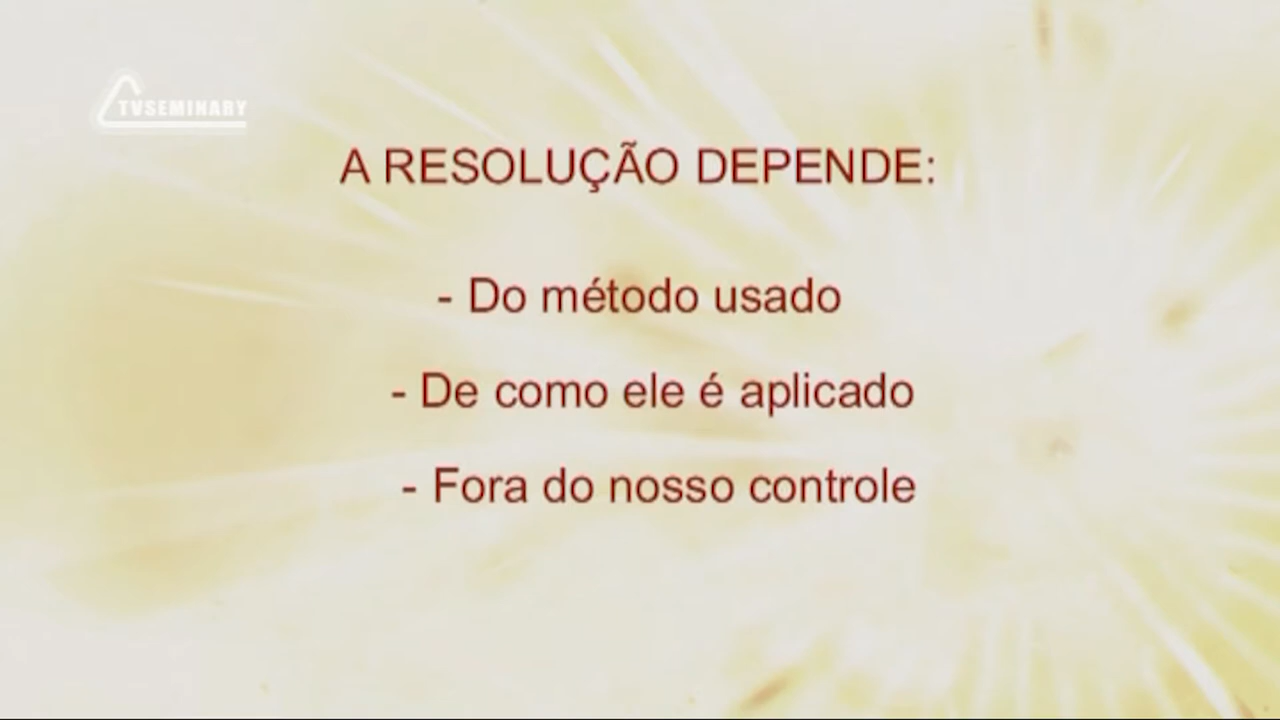 TVSEMINARY
A RESOLUÇÃO DEPENDE:
- Do método usado
- De como ele é aplicado
- Fora do nosso controle